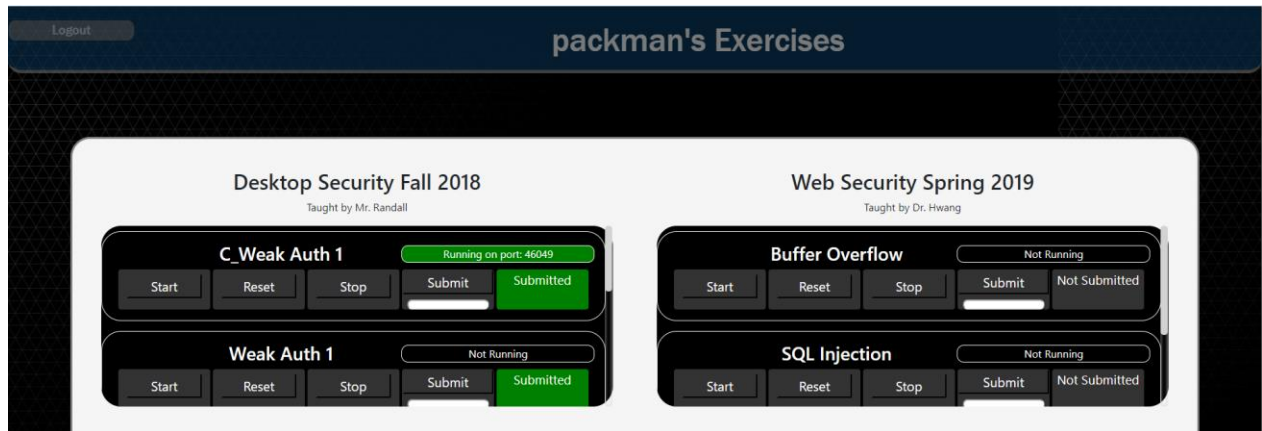 Logout
packman's Exercises
Desktop Security Fall 2018
Taught by Mr. Randall
C_Weak Auth 1
Running on port: 46049
Start
Reset
Stop
Submit
Submitted
Weak Auth 1
Not Running
Start
Reset
Stop
Submit
Submitted
Web Security Spring 2019
Taught by Dr. Hwang
Buffer Overflow
Not Running
Start
Reset
Stop
Submit
Not Submitted
SQL Injection
Not Running
Start
Reset
Stop
Submit
Not Submitted